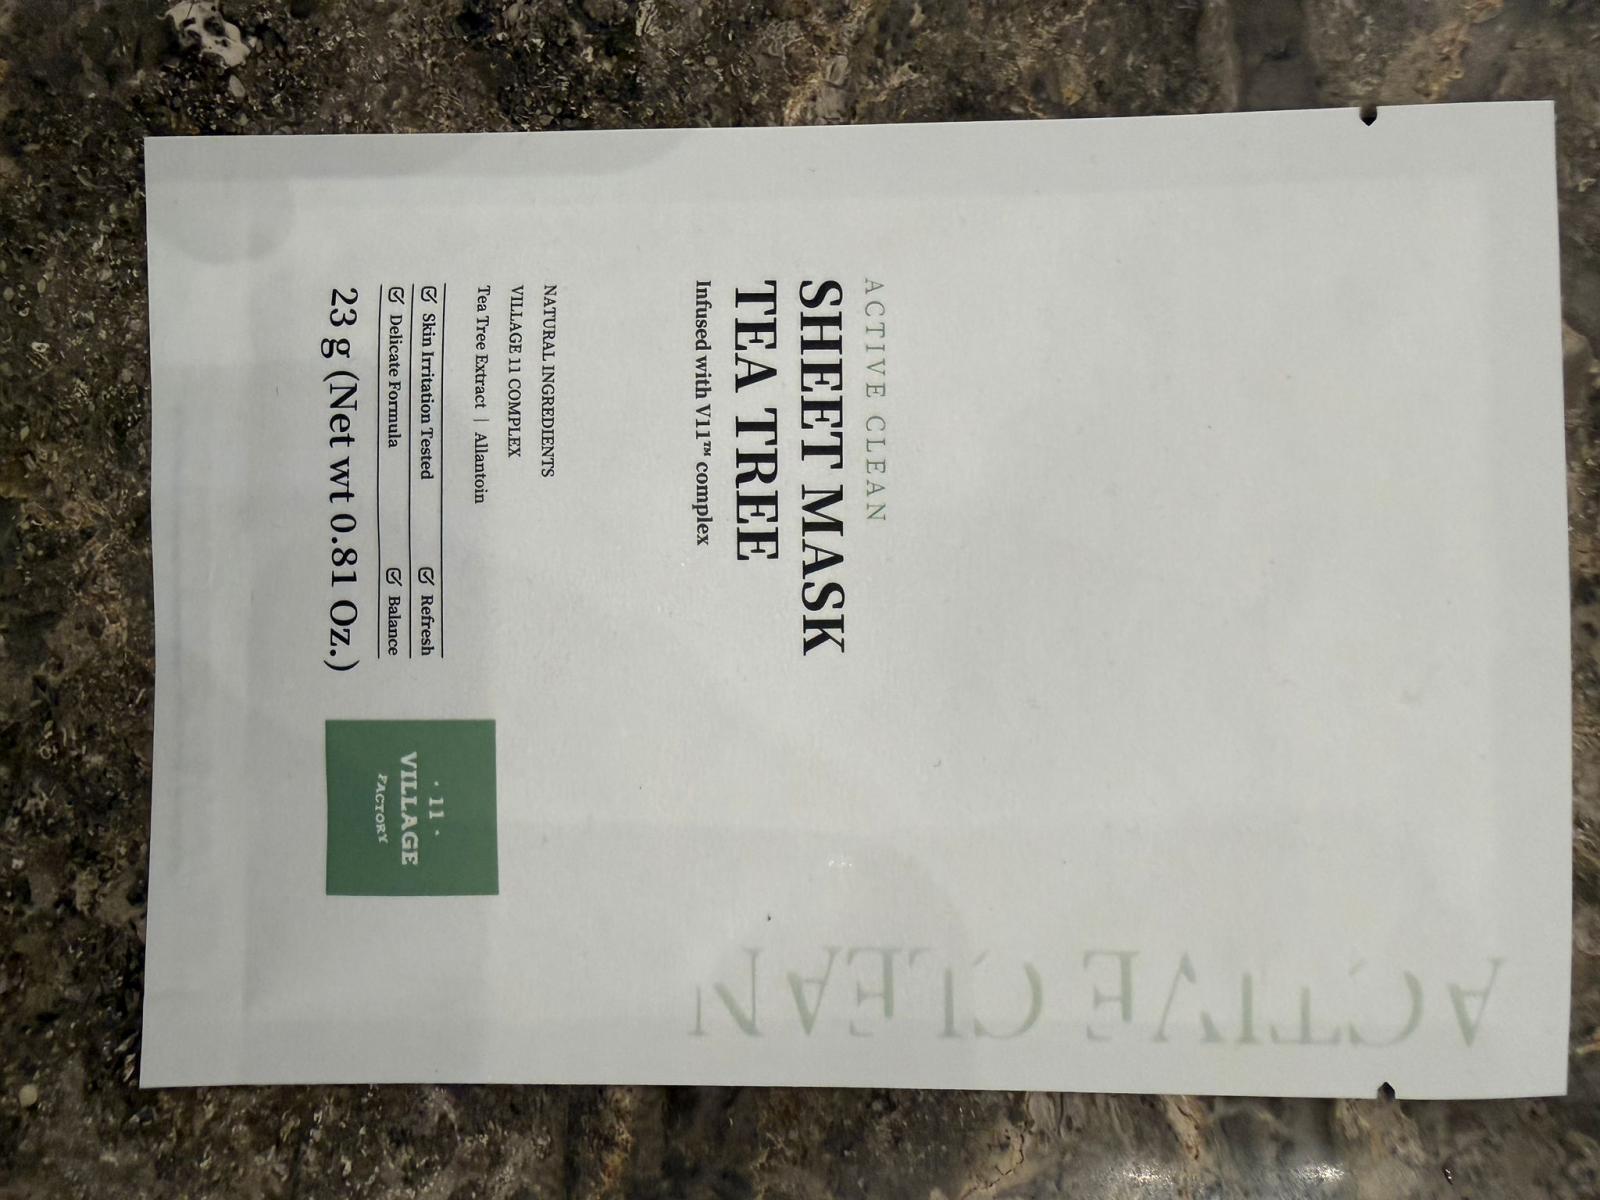 ACTIVE CLEAN
SHEET MASK
TEA TREE
Infused with V11™ complex
NATURAL INGREDIENTS
VILLAGE 11 COMPLEX
Tea Tree Extract | Allantoin
☑ Skin Irritation Tested ☑ Refresh
☑ Delicate Formula ☑ Balance
23 g (Net wt 0.81 Oz.)
· 11 ·
VILLAGE
FACTORY
ACTIVE CLEAN